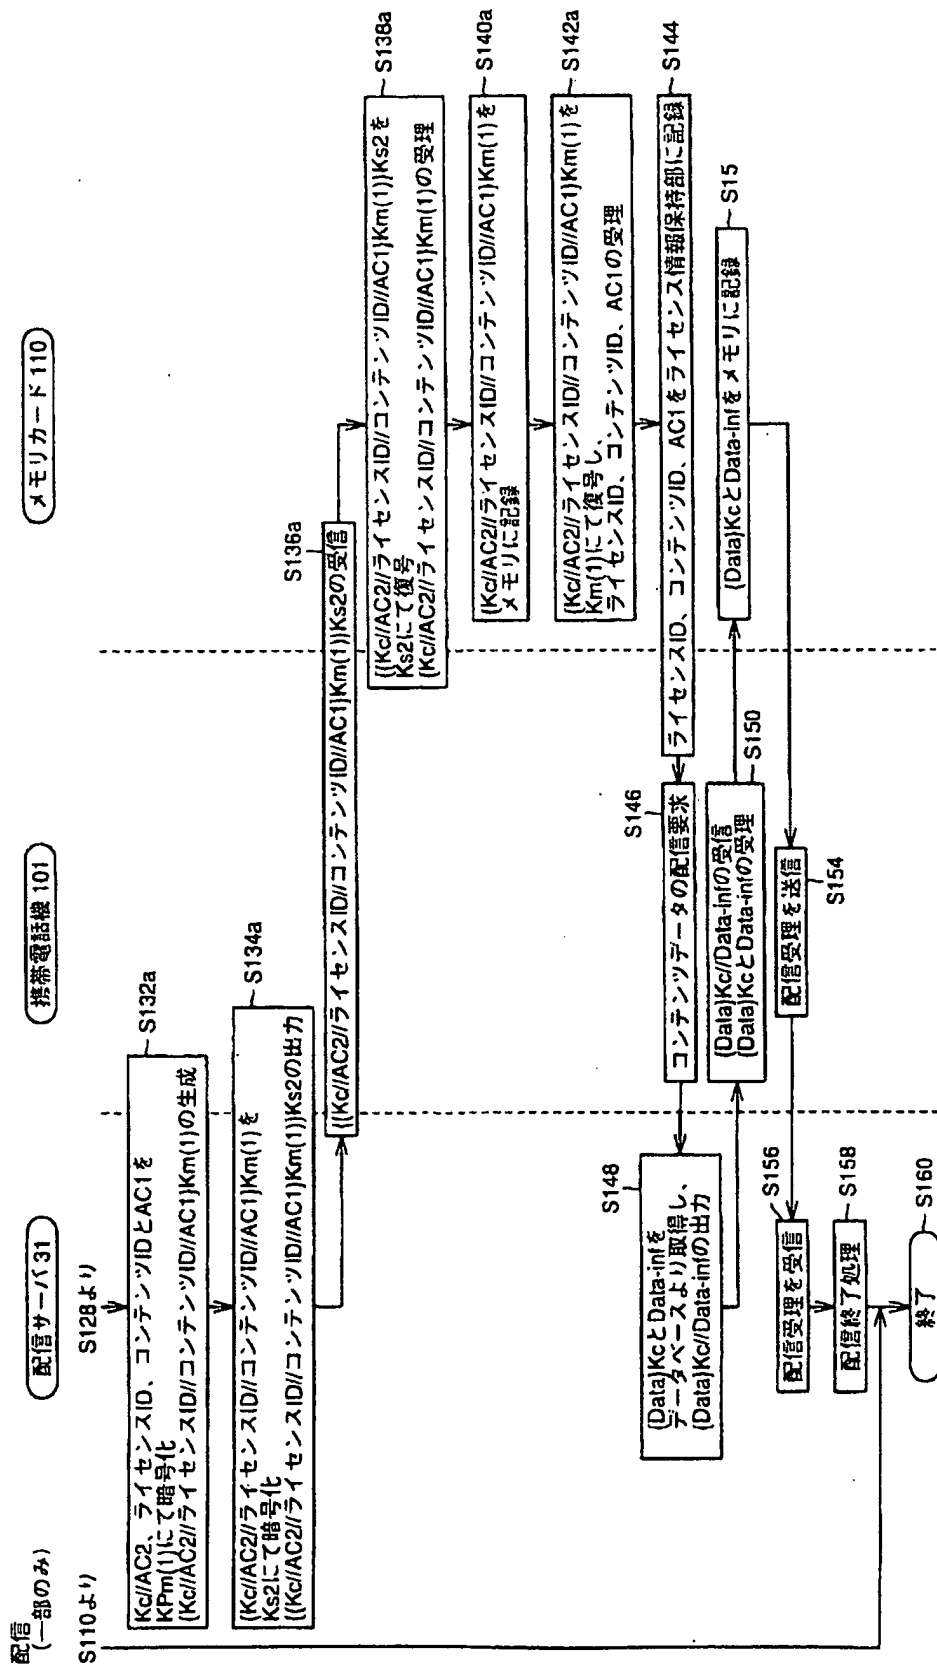 配信
(一部のみ)
配信サーバ 31
携帯電話機 101
メモリカード 110
S110より
S128より
S132a
Kc//AC2、ライセンスID、コンテンツIDとAC1を
KPm(1)にて暗号化
{Kc//AC2//ライセンスID//コンテンツID//AC1}Km(1)の生成
S134a
{Kc//AC2//ライセンスID//コンテンツID//AC1}Km(1)を
Ks2にて暗号化
{{Kc//AC2//ライセンスID//コンテンツID//AC1}Km(1)}Ks2の出力
S136a
{{Kc//AC2//ライセンスID//コンテンツID//AC1}Km(1)}Ks2の受信
S138a
{{Kc//AC2//ライセンスID//コンテンツID//AC1}Km(1)}Ks2を
Ks2にて復号
{Kc//AC2//ライセンスID//コンテンツID//AC1}Km(1)の受理
S140a
{Kc//AC2//ライセンスID//コンテンツID//AC1}Km(1)を
メモリに記録
S142a
{Kc//AC2//ライセンスID//コンテンツID//AC1}Km(1)を
Km(1)にて復号し、
ライセンスID、コンテンツID、AC1の受理
S144
ライセンスID、コンテンツID、AC1をライセンス情報保持部に記録
S146
コンテンツデータの配信要求
S148
{Data}KcとData-infを
データベースより取得し、
{Data}Kc//Data-infの出力
S150
{Data}Kc//Data-infの受信
{Data}KcとData-infの受理
S15
{Data}KcとData-infをメモリに記録
配信受理を送信
S154
S156
配信受理を受信
S158
配信終了処理
S160
終了